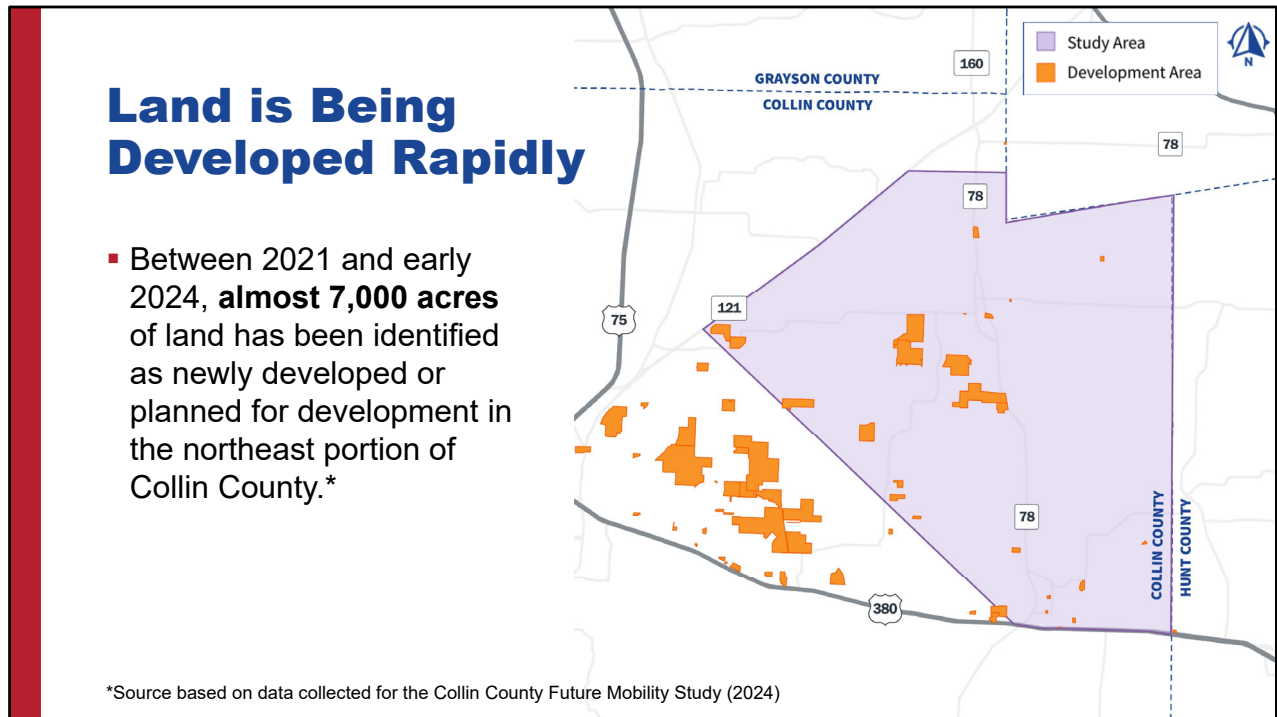 Land is Being
Developed Rapidly
▪ Between 2021 and early
2024, almost 7,000 acres
of land has been identified
as newly developed or
planned for development in
the northeast portion of
Collin County.*
Study Area
Development Area
N
GRAYSON COUNTY
COLLIN COUNTY
160
78
78
121
75
78
COLLIN COUNTY
HUNT COUNTY
380
*Source based on data collected for the Collin County Future Mobility Study (2024)